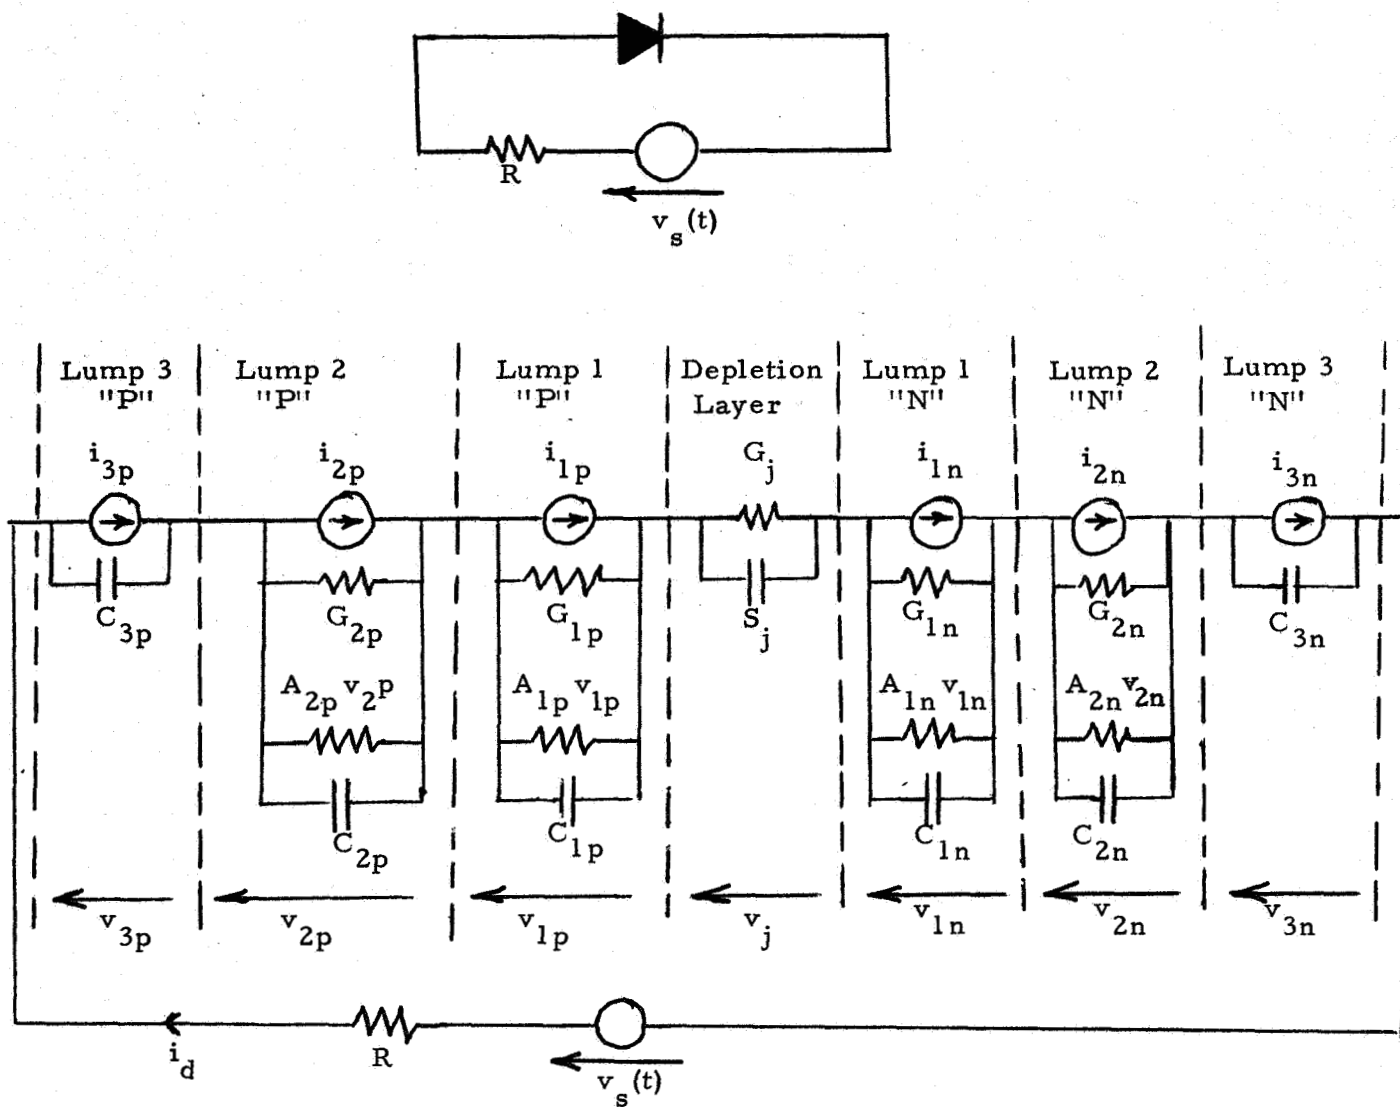 R
v_s(t)
Lump 3 Lump 2 Lump 1 Depletion Lump 1 Lump 2 Lump 3
"P" "P" "P" Layer "N" "N" "N"
i_3p i_2p i_1p G_j i_1n i_2n i_3n
C_3p G_2p G_1p S_j G_1n G_2n C_3n
A_2p v_2p A_1p v_1p A_1n v_1n A_2n v_2n
C_2p C_1p C_1n C_2n
v_3p v_2p v_1p v_j v_1n v_2n v_3n
i_d R v_s(t)